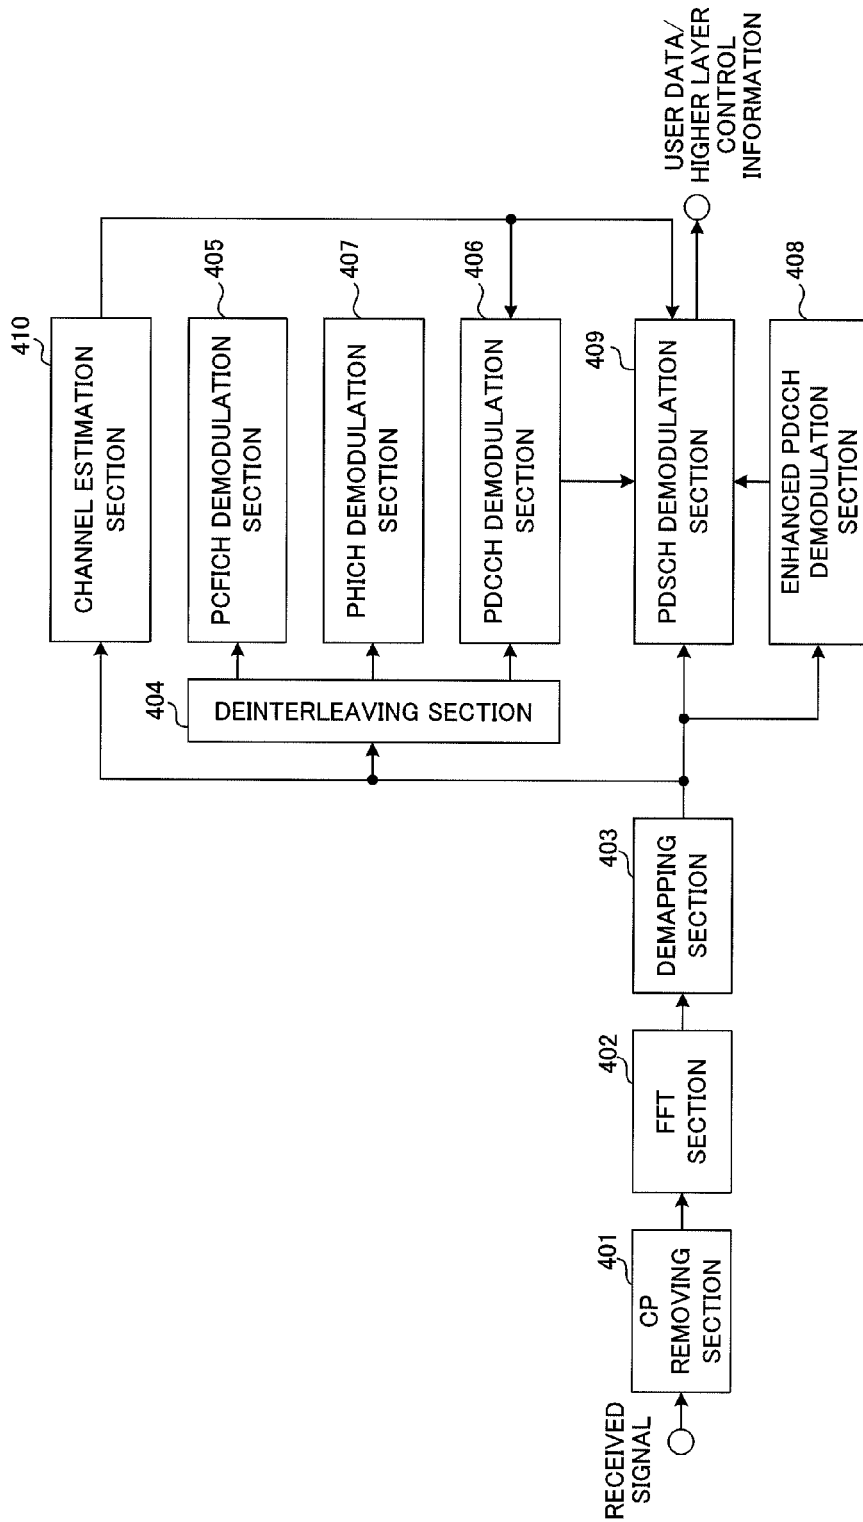 RECEIVED
SIGNAL
401
CP
REMOVING
SECTION
402
FFT
SECTION
403
DEMAPPING
SECTION
404
DEINTERLEAVING SECTION
410
CHANNEL ESTIMATION
SECTION
405
PCFICH DEMODULATION
SECTION
407
PHICH DEMODULATION
SECTION
406
PDCCH DEMODULATION
SECTION
409
PDSCH DEMODULATION
SECTION
408
ENHANCED PDCCH
DEMODULATION
SECTION
USER DATA/
HIGHER LAYER
CONTROL
INFORMATION